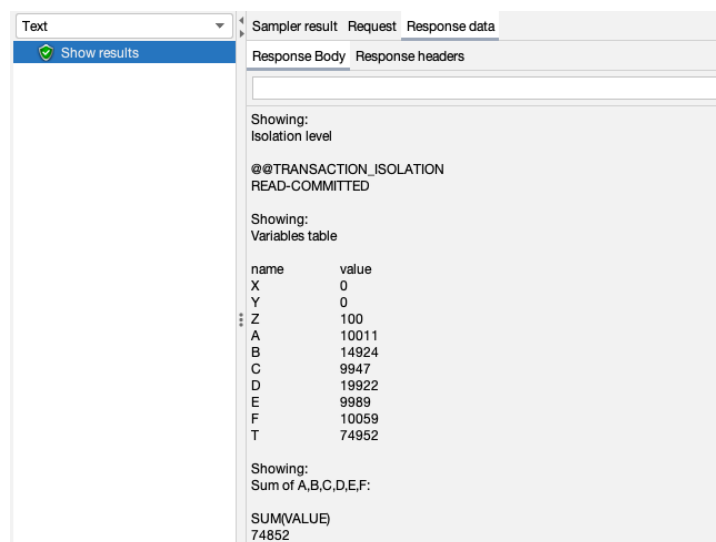 Text
Show results
Sampler result Request Response data
Response Body Response headers
Showing:
Isolation level
@@TRANSACTION_ISOLATION
READ-COMMITTED
Showing:
Variables table
name value
X 0
Y 0
Z 100
A 10011
B 14924
C 9947
D 19922
E 9989
F 10059
T 74952
Showing:
Sum of A,B,C,D,E,F:
SUM(VALUE)
74852